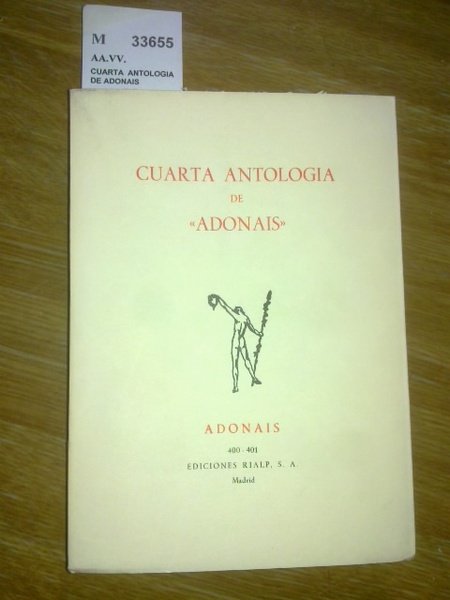 M 33655
AA.VV.
CUARTA ANTOLOGIA
DE ADONAIS
CUARTA ANTOLOGIA
DE
«ADONAIS»
ADONAIS
400 - 401
EDICIONES RIALP, S. A.
Madrid